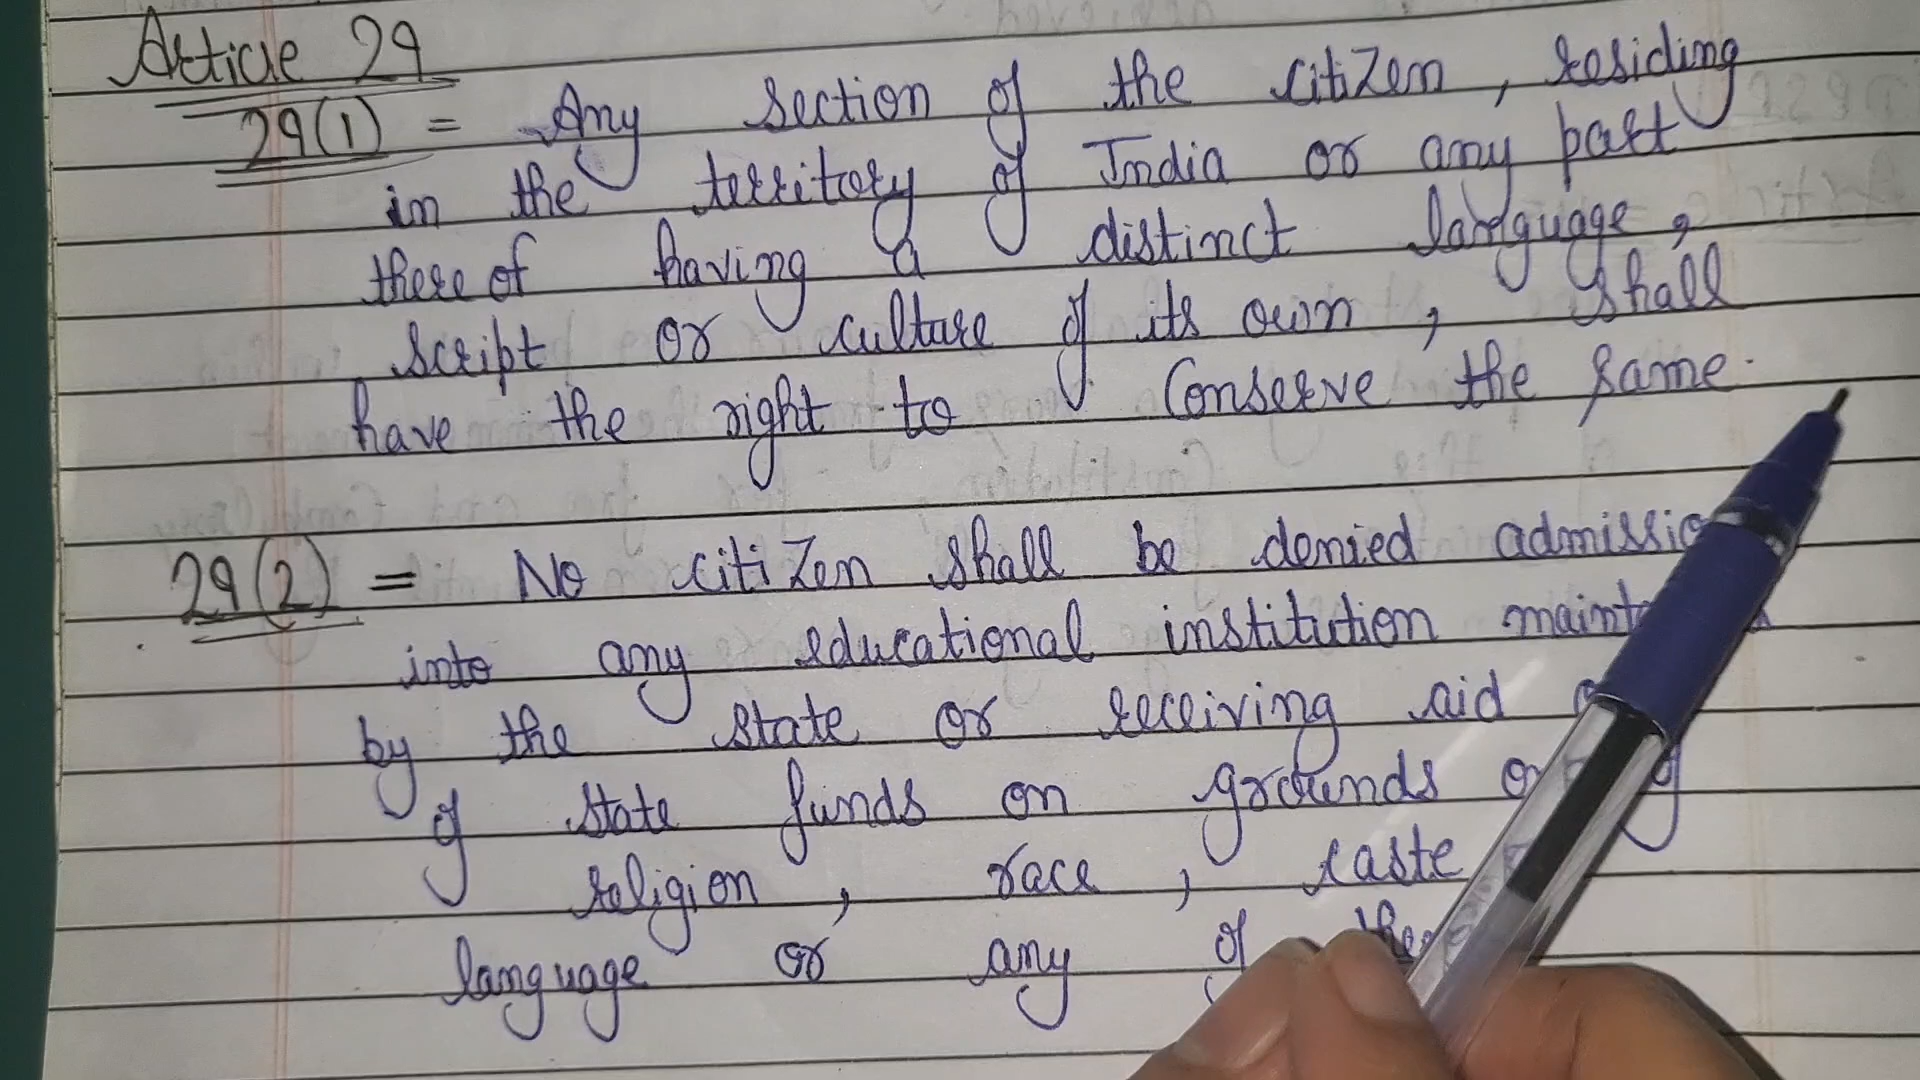 Article 29
29(1) = Any section of the citizen, residing
in the territory of India or any part
there of having a distinct language,
script or culture of its own, shall
have the right to conserve the same.
29(2) = No citizen shall be denied
into any educational institution
by the state or receiving aid
of state funds on grounds
religion, race, caste
language or any of